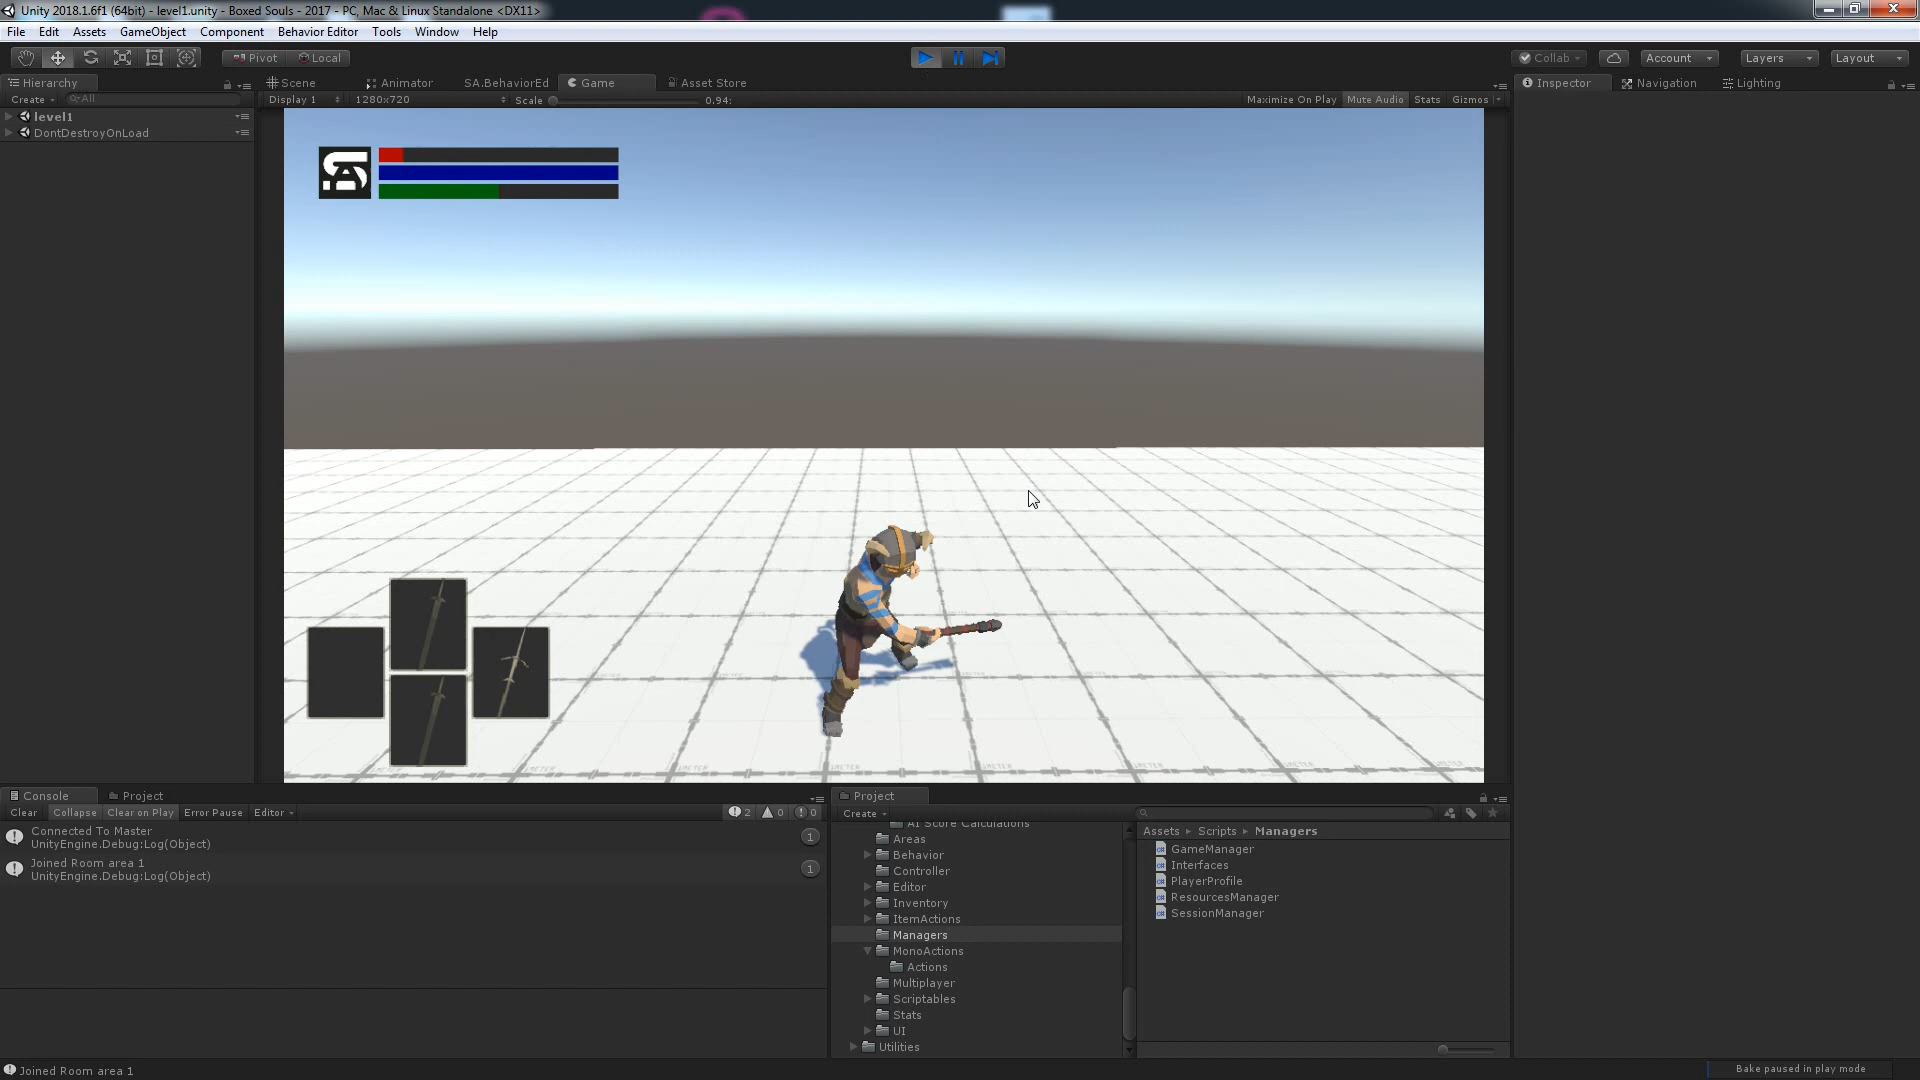 Unity 2018.1.6f1 (64bit) - level1.unity - Boxed Souls - 2017 - PC, Mac & Linux Standalone <DX11>
File Edit Assets GameObject Component Behavior Editor Tools Window Help
Pivot Local Collab Account Layers Layout
Hierarchy Scene Animator SA.BehaviorEd Game Asset Store Inspector Navigation Lighting
Create All Display 1 1280x720 Scale 0.94: Maximize On Play Mute Audio Stats Gizmos
level1
DontDestroyOnLoad
Console Project
Clear Collapse Clear on Play Error Pause Editor 2 0 0
Connected To Master
UnityEngine.Debug:Log(Object)
1
Joined Room area 1
UnityEngine.Debug:Log(Object)
1
Project
Create
AI Score Calculations
Areas
Behavior
Controller
Editor
Inventory
ItemActions
Managers
MonoActions
Actions
Multiplayer
Scriptables
Stats
UI
Utilities
Assets Scripts Managers
GameManager
Interfaces
PlayerProfile
ResourcesManager
SessionManager
Joined Room area 1
Bake paused in play mode